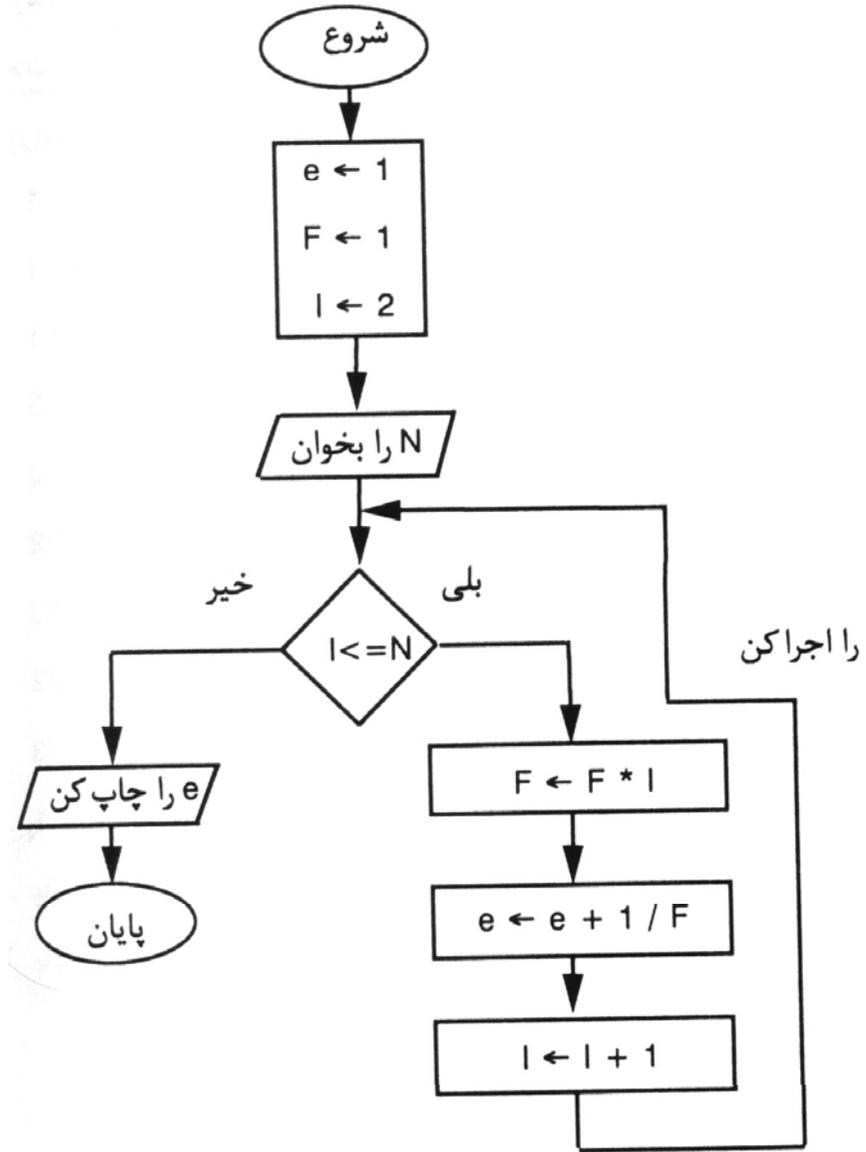 شروع
e ← 1
F ← 1
I ← 2
N را بخوان
خیر
بلی
I<=N
را اجرا کن
F ← F * I
e را چاپ کن
e ← e + 1 / F
پایان
I ← I + 1